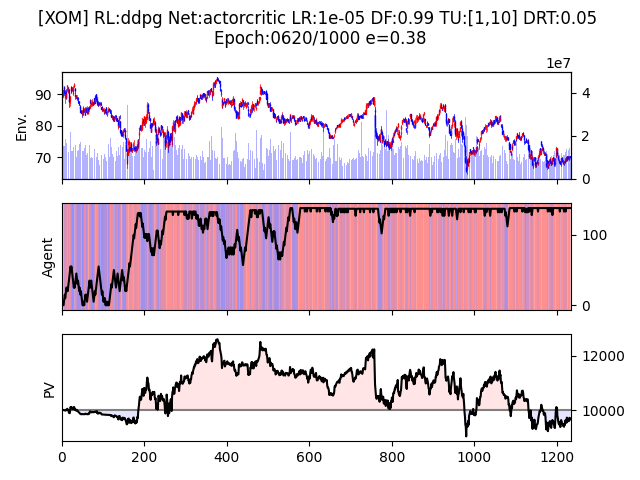 [XOM] RL:ddpg Net:actorcritic LR:1e-05 DF:0.99 TU:[1,10] DRT:0.05
Epoch:0620/1000 e=0.38
1e7
Env.
90
80
70
4
2
0
Agent
100
0
PV
12000
10000
0
200
400
600
800
1000
1200